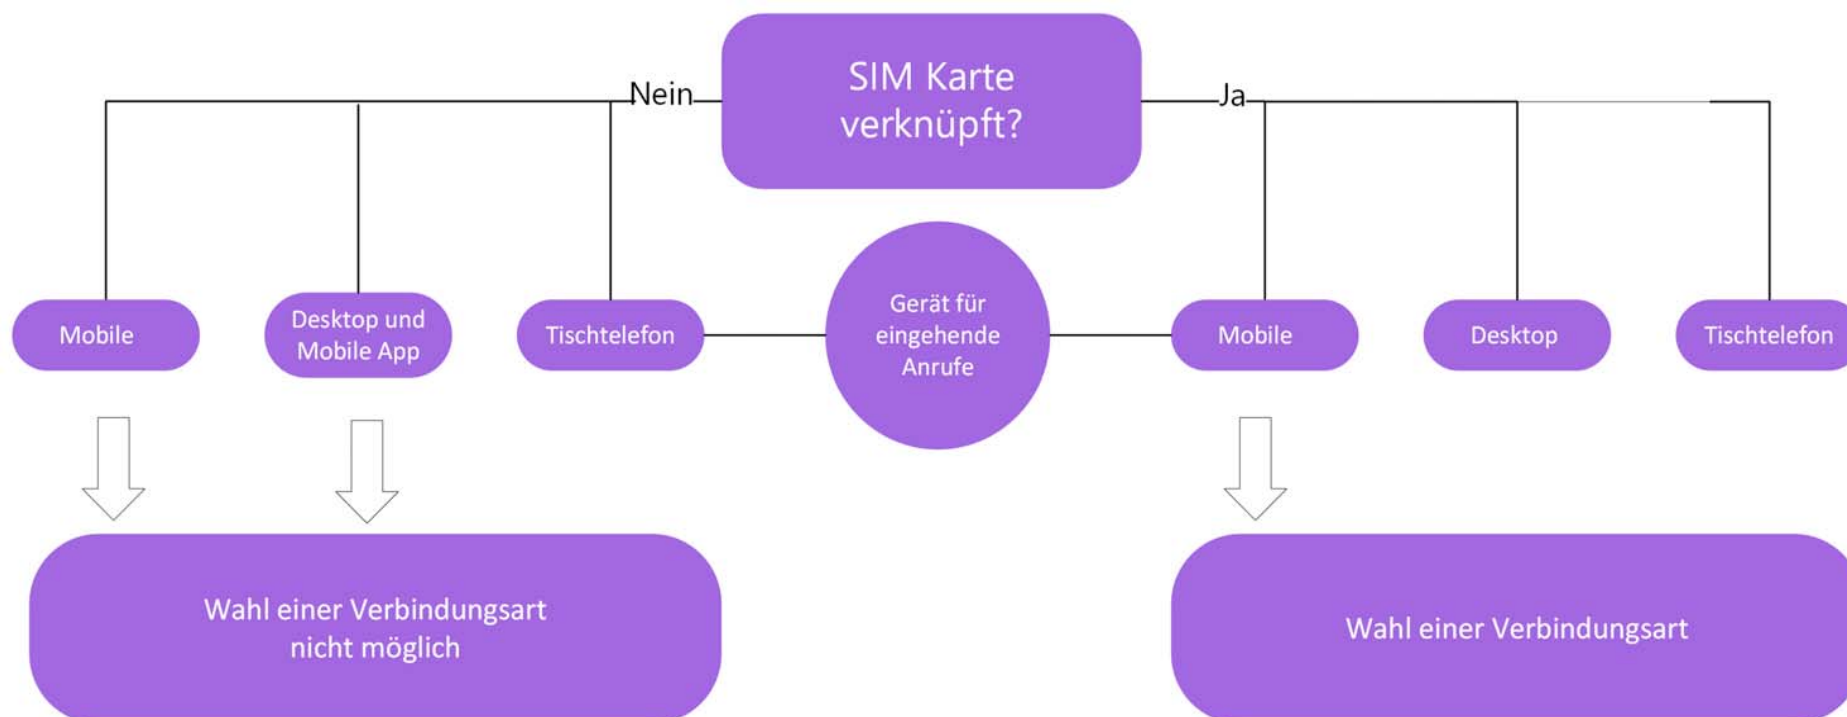 SIM Karte
verknüpft?
Nein
Ja
Mobile
Desktop und
Mobile App
Tischtelefon
Gerät für
eingehende
Anrufe
Mobile
Desktop
Tischtelefon
Wahl einer Verbindungsart
nicht möglich
Wahl einer Verbindungsart